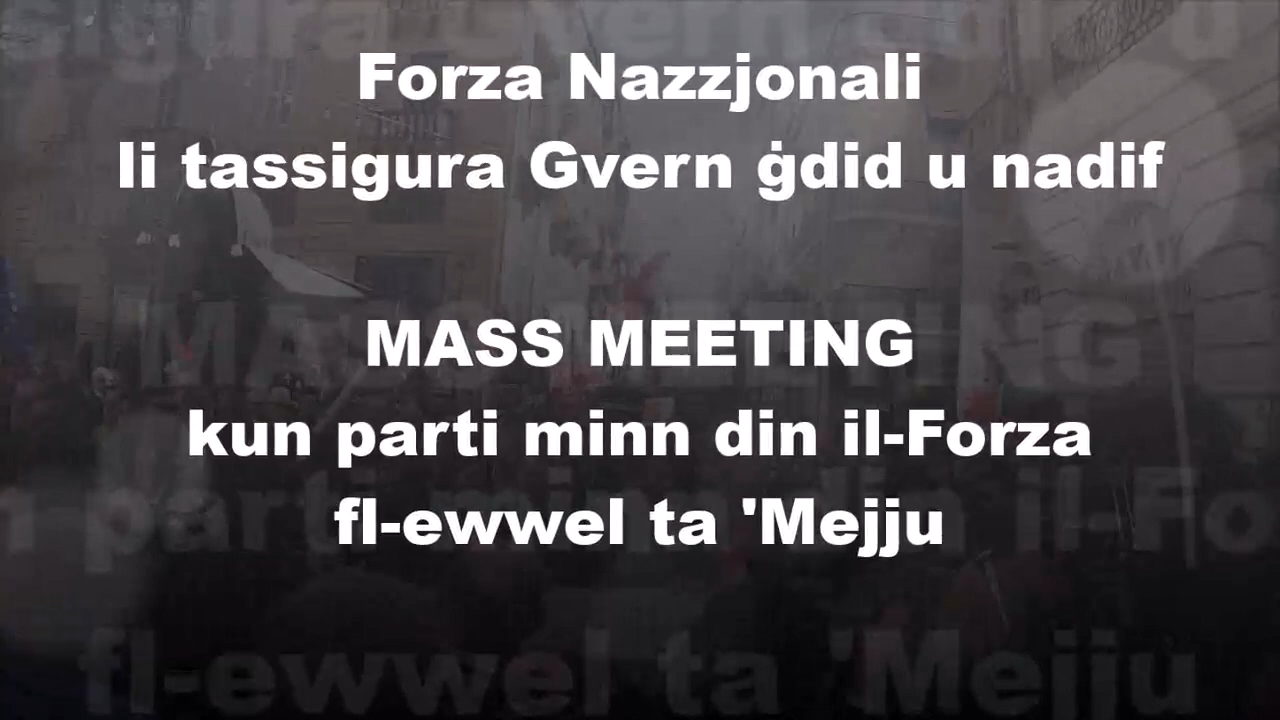 Forza Nazzjonali
li tassigura Gvern ġdid u nadif
MASS MEETING
kun parti minn din il-Forza
fl-ewwel ta 'Mejju